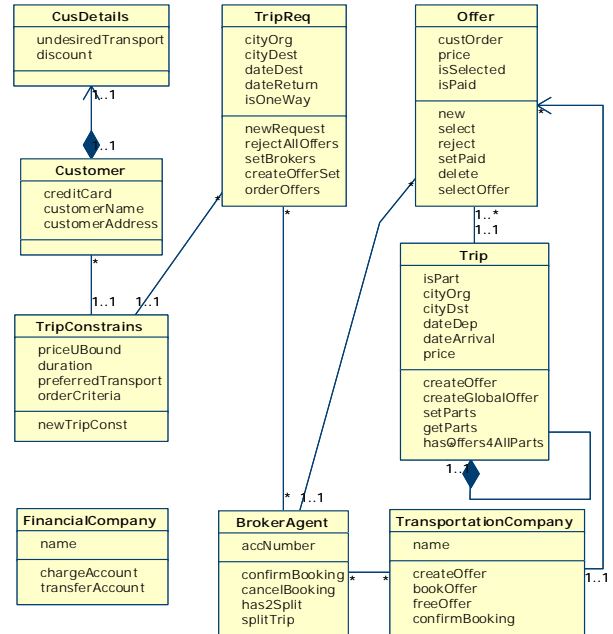 CusDetails
undesiredTransport
discount
1..1
1..1
Customer
creditCard
customerName
customerAddress
*
1..1
1..1
TripConstrains
priceUBound
duration
preferredTransport
orderCriteria
newTripConst
FinancialCompany
name
chargeAccount
transferAccount
TripReq
cityOrg
cityDest
dateDest
dateReturn
isOneWay
newRequest
rejectAllOffers
setBrokers
createOfferSet
orderOffers
*
*
*
1..1
BrokerAgent
accNumber
confirmBooking
cancelBooking
has2Split
splitTrip
*
*
Offer
custOrder
price
isSelected
isPaid
new
select
reject
setPaid
delete
selectOffer
*
*
1..*
1..1
Trip
isPart
cityOrg
cityDst
dateDep
dateArrival
price
createOffer
createGlobalOffer
setParts
getParts
hasOffers4AllParts
*
1..1
TransportationCompany
name
createOffer
bookOffer
freeOffer
confirmBooking
1..1